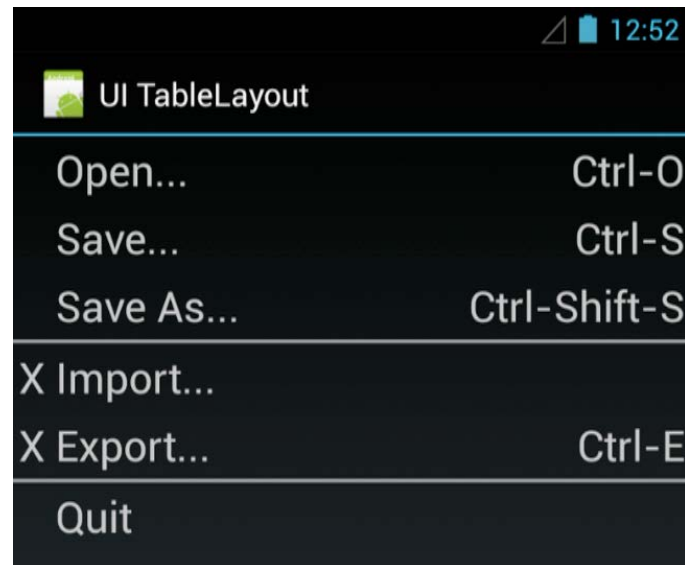 12:52
UI TableLayout
Open... Ctrl-O
Save... Ctrl-S
Save As... Ctrl-Shift-S
X Import...
X Export... Ctrl-E
Quit